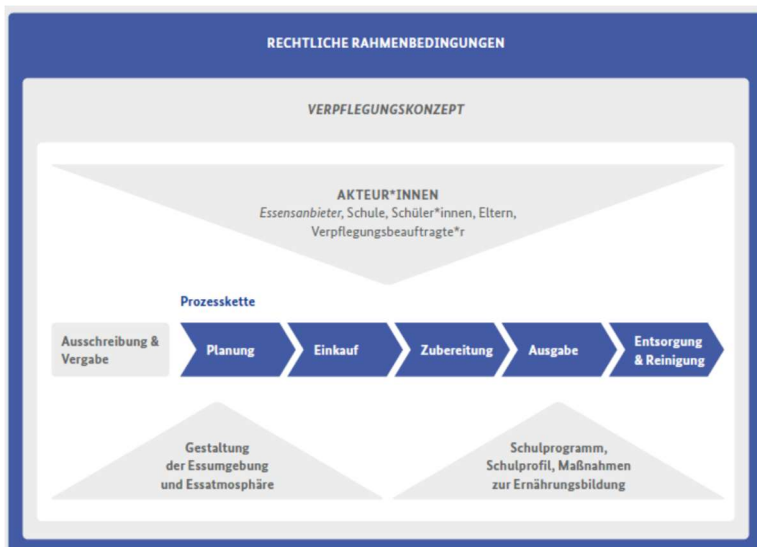 RECHTLICHE RAHMENBEDINGUNGEN
VERPFLEGUNGSKONZEPT
AKTEUR*INNEN
Essensanbieter, Schule, Schüler*innen, Eltern,
Verpflegungsbeauftragte*r
Prozesskette
Ausschreibung &
Vergabe
Planung
Einkauf
Zubereitung
Ausgabe
Entsorgung
& Reinigung
Gestaltung
der Essumgebung
und Essatmosphäre
Schulprogramm,
Schulprofil, Maßnahmen
zur Ernährungsbildung